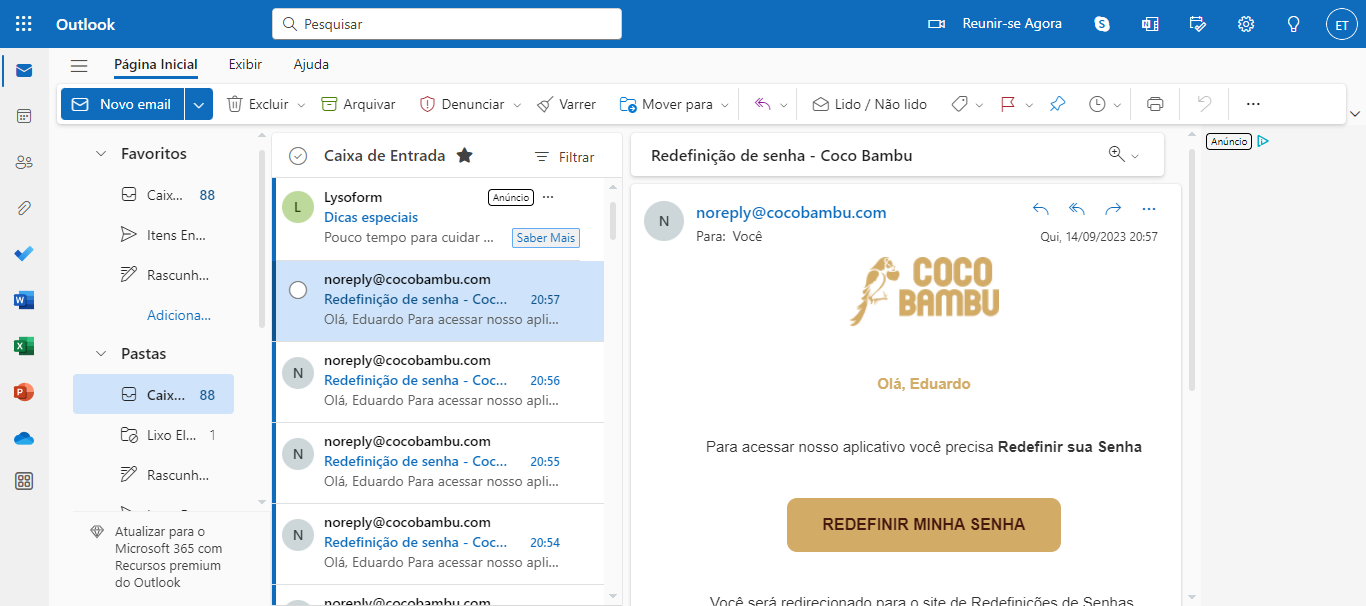 Outlook
Pesquisar
Reunir-se Agora
ET
Página Inicial
Exibir
Ajuda
Novo email
Excluir
Arquivar
Denunciar
Varrer
Mover para
Lido / Não lido
Favoritos
Caix... 88
Itens En...
Rascunh...
Adiciona...
Pastas
Caix... 88
Lixo El... 1
Rascunh...
Atualizar para o
Microsoft 365 com
Recursos premium
do Outlook
Caixa de Entrada
Filtrar
L
Lysoform
Anúncio
Dicas especiais
Pouco tempo para cuidar ...
Saber Mais
noreply@cocobambu.com
Redefinição de senha - Coc... 20:57
Olá, Eduardo Para acessar nosso apli...
N
noreply@cocobambu.com
Redefinição de senha - Coc... 20:56
Olá, Eduardo Para acessar nosso apli...
N
noreply@cocobambu.com
Redefinição de senha - Coc... 20:55
Olá, Eduardo Para acessar nosso apli...
N
noreply@cocobambu.com
Redefinição de senha - Coc... 20:54
Olá, Eduardo Para acessar nosso apli...
noreply@cocobambu.com
Redefinição de senha - Coco Bambu
N
noreply@cocobambu.com
Para: Você
Qui, 14/09/2023 20:57
COCO
BAMBU
Olá, Eduardo
Para acessar nosso aplicativo você precisa Redefinir sua Senha
REDEFINIR MINHA SENHA
Você será redirecionado para o site de Redefinições de Senhas
Anúncio